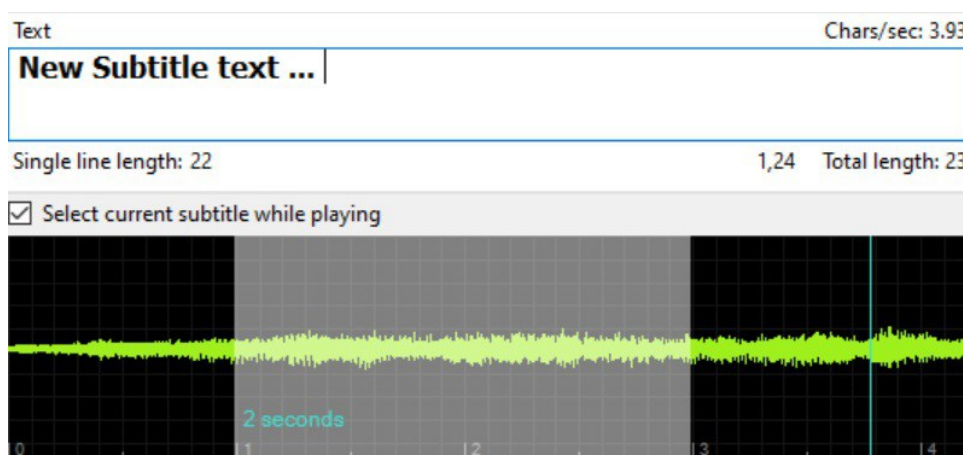 Text Chars/sec: 3.93
New Subtitle text ...
Single line length: 22 1,24 Total length: 23
Select current subtitle while playing
2 seconds
0 1 2 3 4